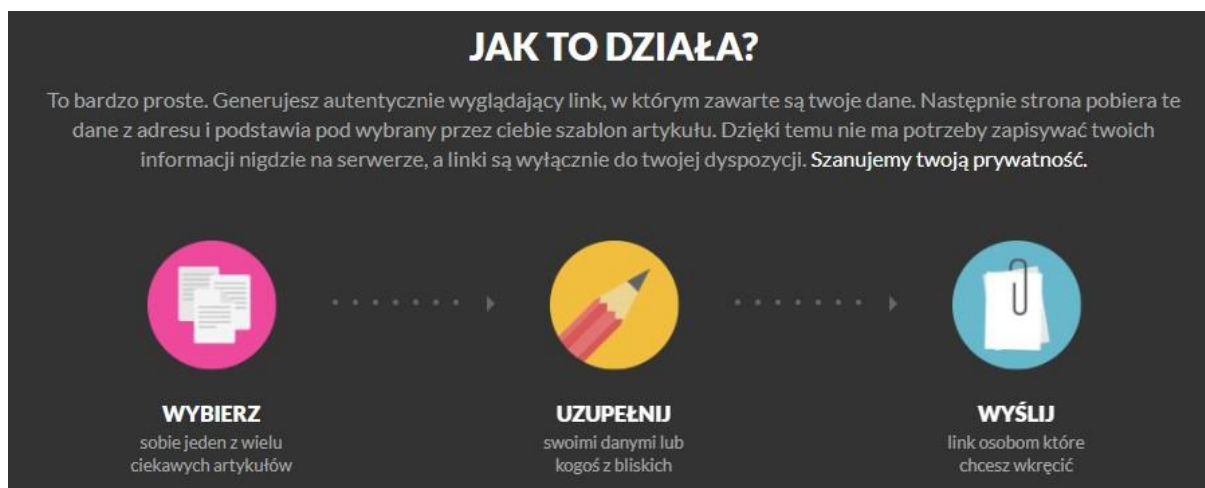 JAK TO DZIAŁA?
To bardzo proste. Generujesz autentycznie wyglądający link, w którym zawarte są twoje dane. Następnie strona pobiera te
dane z adresu i podstawia pod wybrany przez ciebie szablon artykułu. Dzięki temu nie ma potrzeby zapisywać twoich
informacji nigdzie na serwerze, a linki są wyłącznie do twojej dyspozycji. Szanujemy twoją prywatność.
WYBIERZ
sobie jeden z wielu
ciekawych artykułów
UZUPEŁNIJ
swoimi danymi lub
kogoś z bliskich
WYŚLIJ
link osobom które
chcesz wkręcić